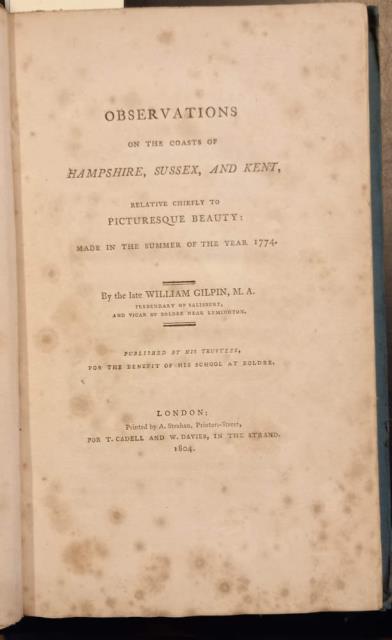 OBSERVATIONS
ON THE COASTS OF
HAMPSHIRE, SUSSEX, AND KENT,
RELATIVE CHIEFLY TO
PICTURESQUE BEAUTY:
MADE IN THE SUMMER OF THE YEAR 1774.
By the late WILLIAM GILPIN, M. A.
PREBENDARY OF SALISBURY,
AND VICAR OF BOLDRE NEAR LYMINGTON.
PUBLISHED BY HIS TRUSTEES,
FOR THE BENEFIT OF HIS SCHOOL AT BOLDRE.
LONDON:
Printed by A. Strahan, Printers-Street,
FOR T. CADELL AND W. DAVIES, IN THE STRAND.
1804.